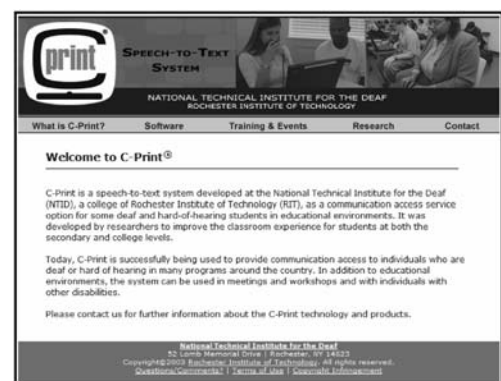 print
SPEECH-TO-TEXT
SYSTEM
NATIONAL TECHNICAL INSTITUTE FOR THE DEAF
ROCHESTER INSTITUTE OF TECHNOLOGY
What is C-Print? Software Training & Events Research Contact
Welcome to C-Print®
C-Print is a speech-to-text system developed at the National Technical Institute for the Deaf
(NTID), a college of Rochester Institute of Technology (RIT), as a communication access service
option for some deaf and hard-of-hearing students in educational environments. It was
developed by researchers to improve the classroom experience for students at both the
secondary and college levels.
Today, C-Print is successfully being used to provide communication access to individuals who are
deaf or hard of hearing in many programs around the country. In addition to educational
environments, the system can be used in meetings and workshops and with individuals with
other disabilities.
Please contact us for further information about the C-Print technology and products.
National Technical Institute for the Deaf
52 Lomb Memorial Drive | Rochester, NY 14623
Copyright©2003 Rochester Institute of Technology. All rights reserved.
Questions/Comments? | Terms of Use | Copyright Infringement